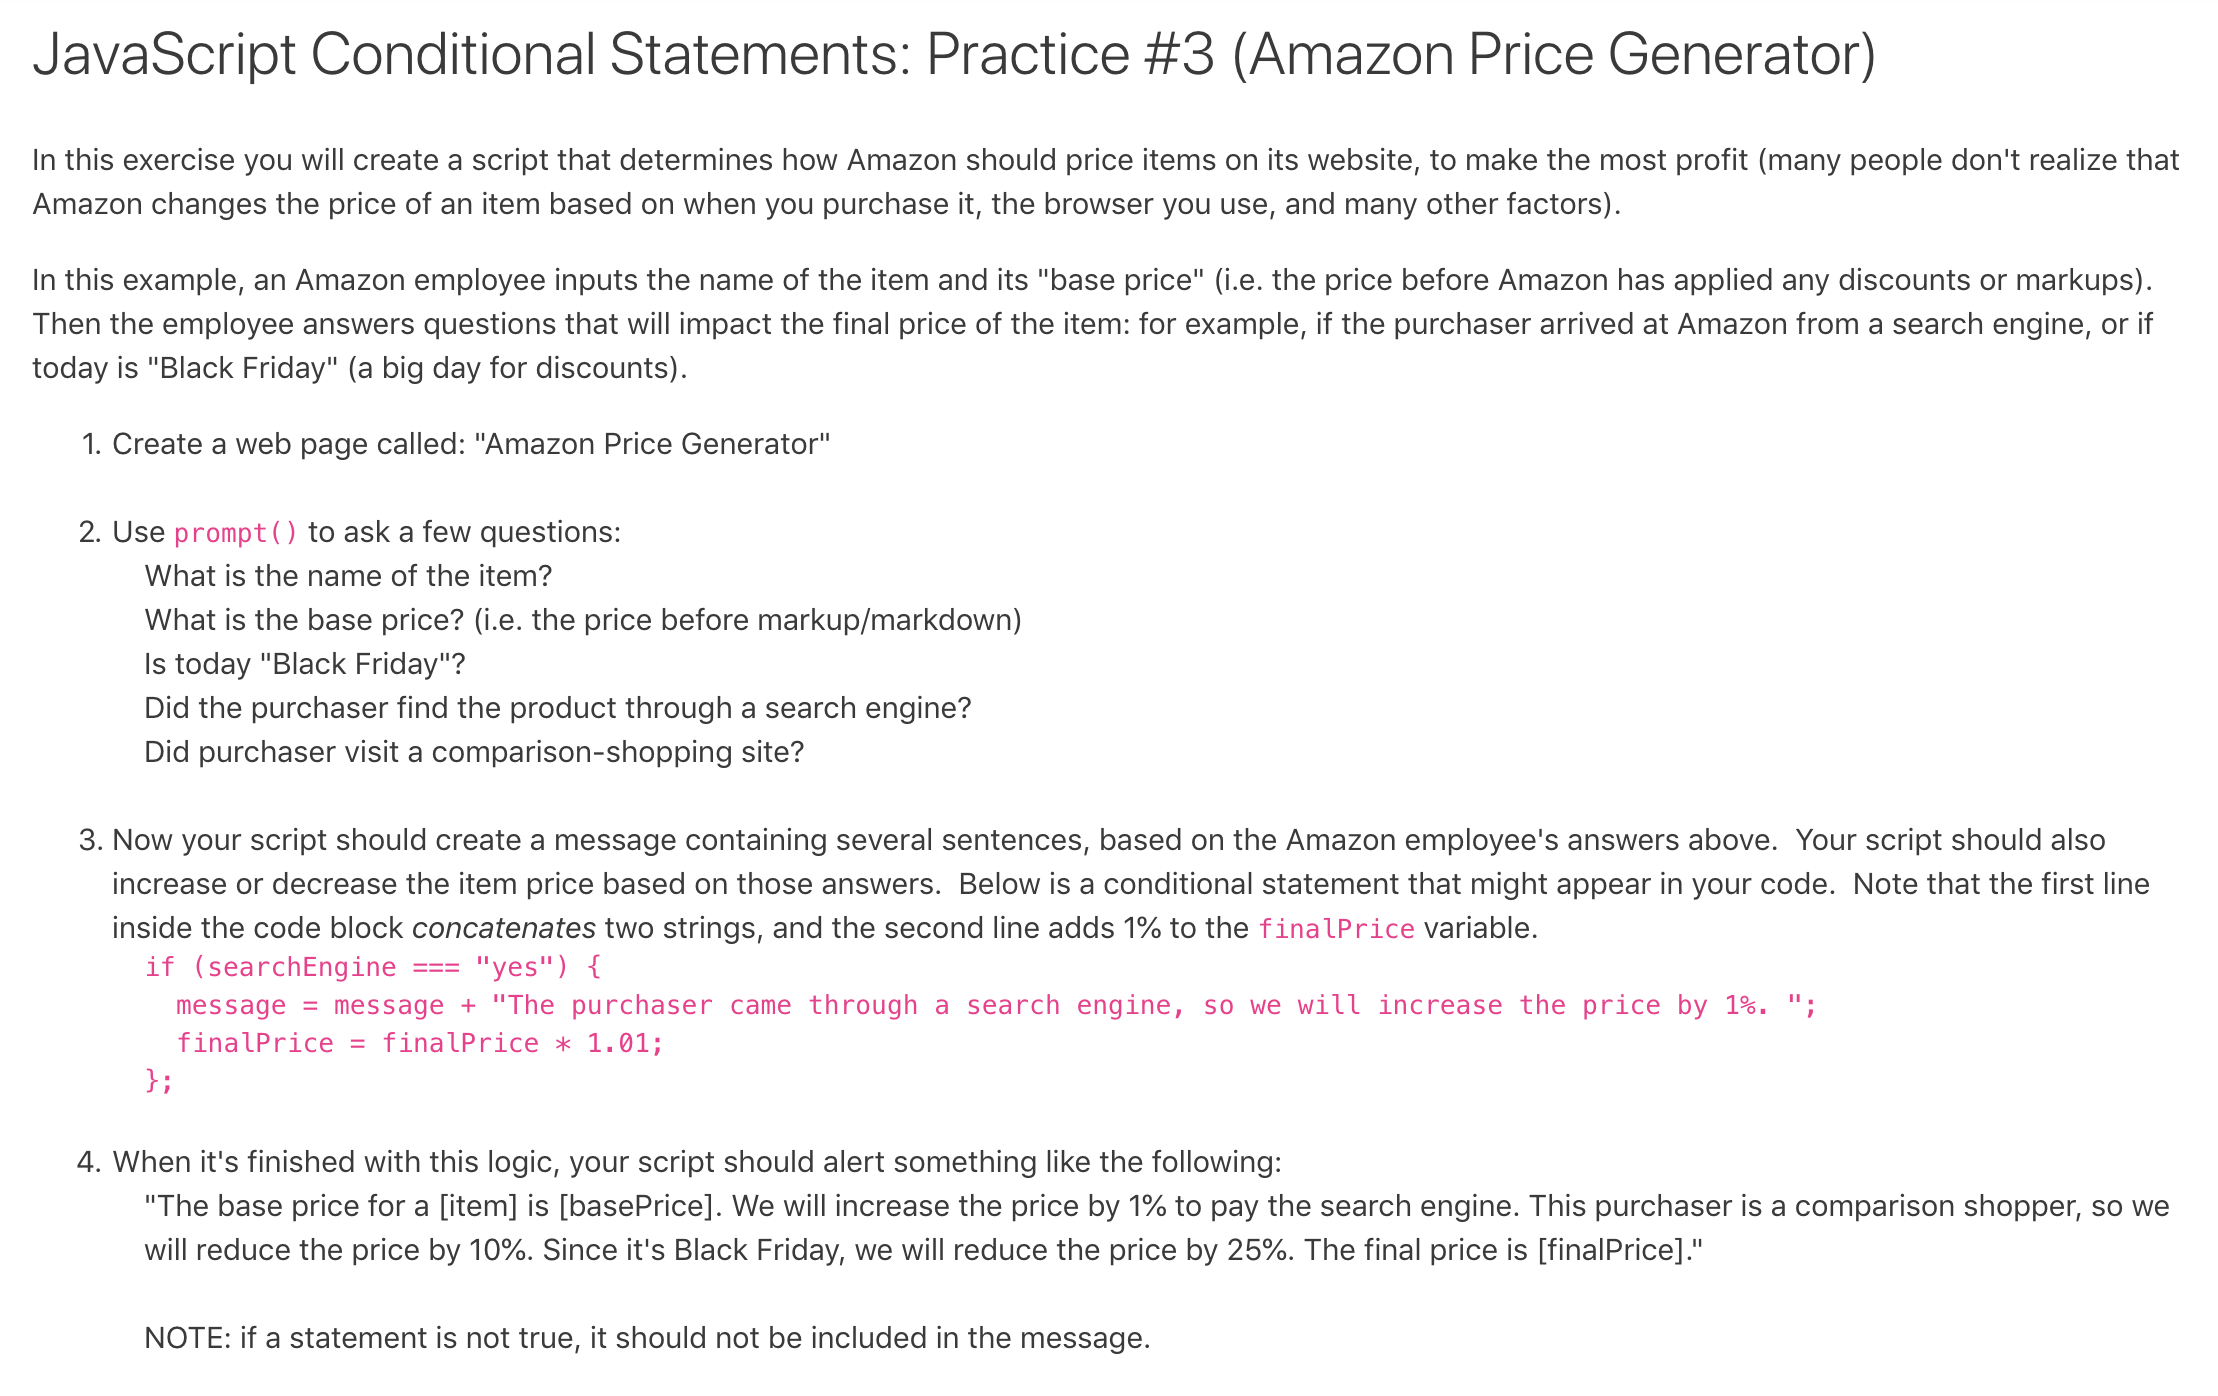 JavaScript Conditional Statements: Practice #3 (Amazon Price Generator)
In this exercise you will create a script that determines how Amazon should price items on its website, to make the most profit (many people don't realize that
Amazon changes the price of an item based on when you purchase it, the browser you use, and many other factors).
In this example, an Amazon employee inputs the name of the item and its "base price" (i.e. the price before Amazon has applied any discounts or markups).
Then the employee answers questions that will impact the final price of the item: for example, if the purchaser arrived at Amazon from a search engine, or if
today is "Black Friday" (a big day for discounts).
1. Create a web page called: "Amazon Price Generator"
2. Use prompt() to ask a few questions:
What is the name of the item?
What is the base price? (i.e. the price before markup/markdown)
Is today "Black Friday"?
Did the purchaser find the product through a search engine?
Did purchaser visit a comparison-shopping site?
3. Now your script should create a message containing several sentences, based on the Amazon employee's answers above.  Your script should also
increase or decrease the item price based on those answers.  Below is a conditional statement that might appear in your code.  Note that the first line
inside the code block concatenates two strings, and the second line adds 1% to the finalPrice variable.
if (searchEngine === "yes") {
  message = message + "The purchaser came through a search engine, so we will increase the price by 1%. ";
  finalPrice = finalPrice * 1.01;
};
4. When it's finished with this logic, your script should alert something like the following:
"The base price for a [item] is [basePrice]. We will increase the price by 1% to pay the search engine. This purchaser is a comparison shopper, so we
will reduce the price by 10%. Since it's Black Friday, we will reduce the price by 25%. The final price is [finalPrice]."
NOTE: if a statement is not true, it should not be included in the message.